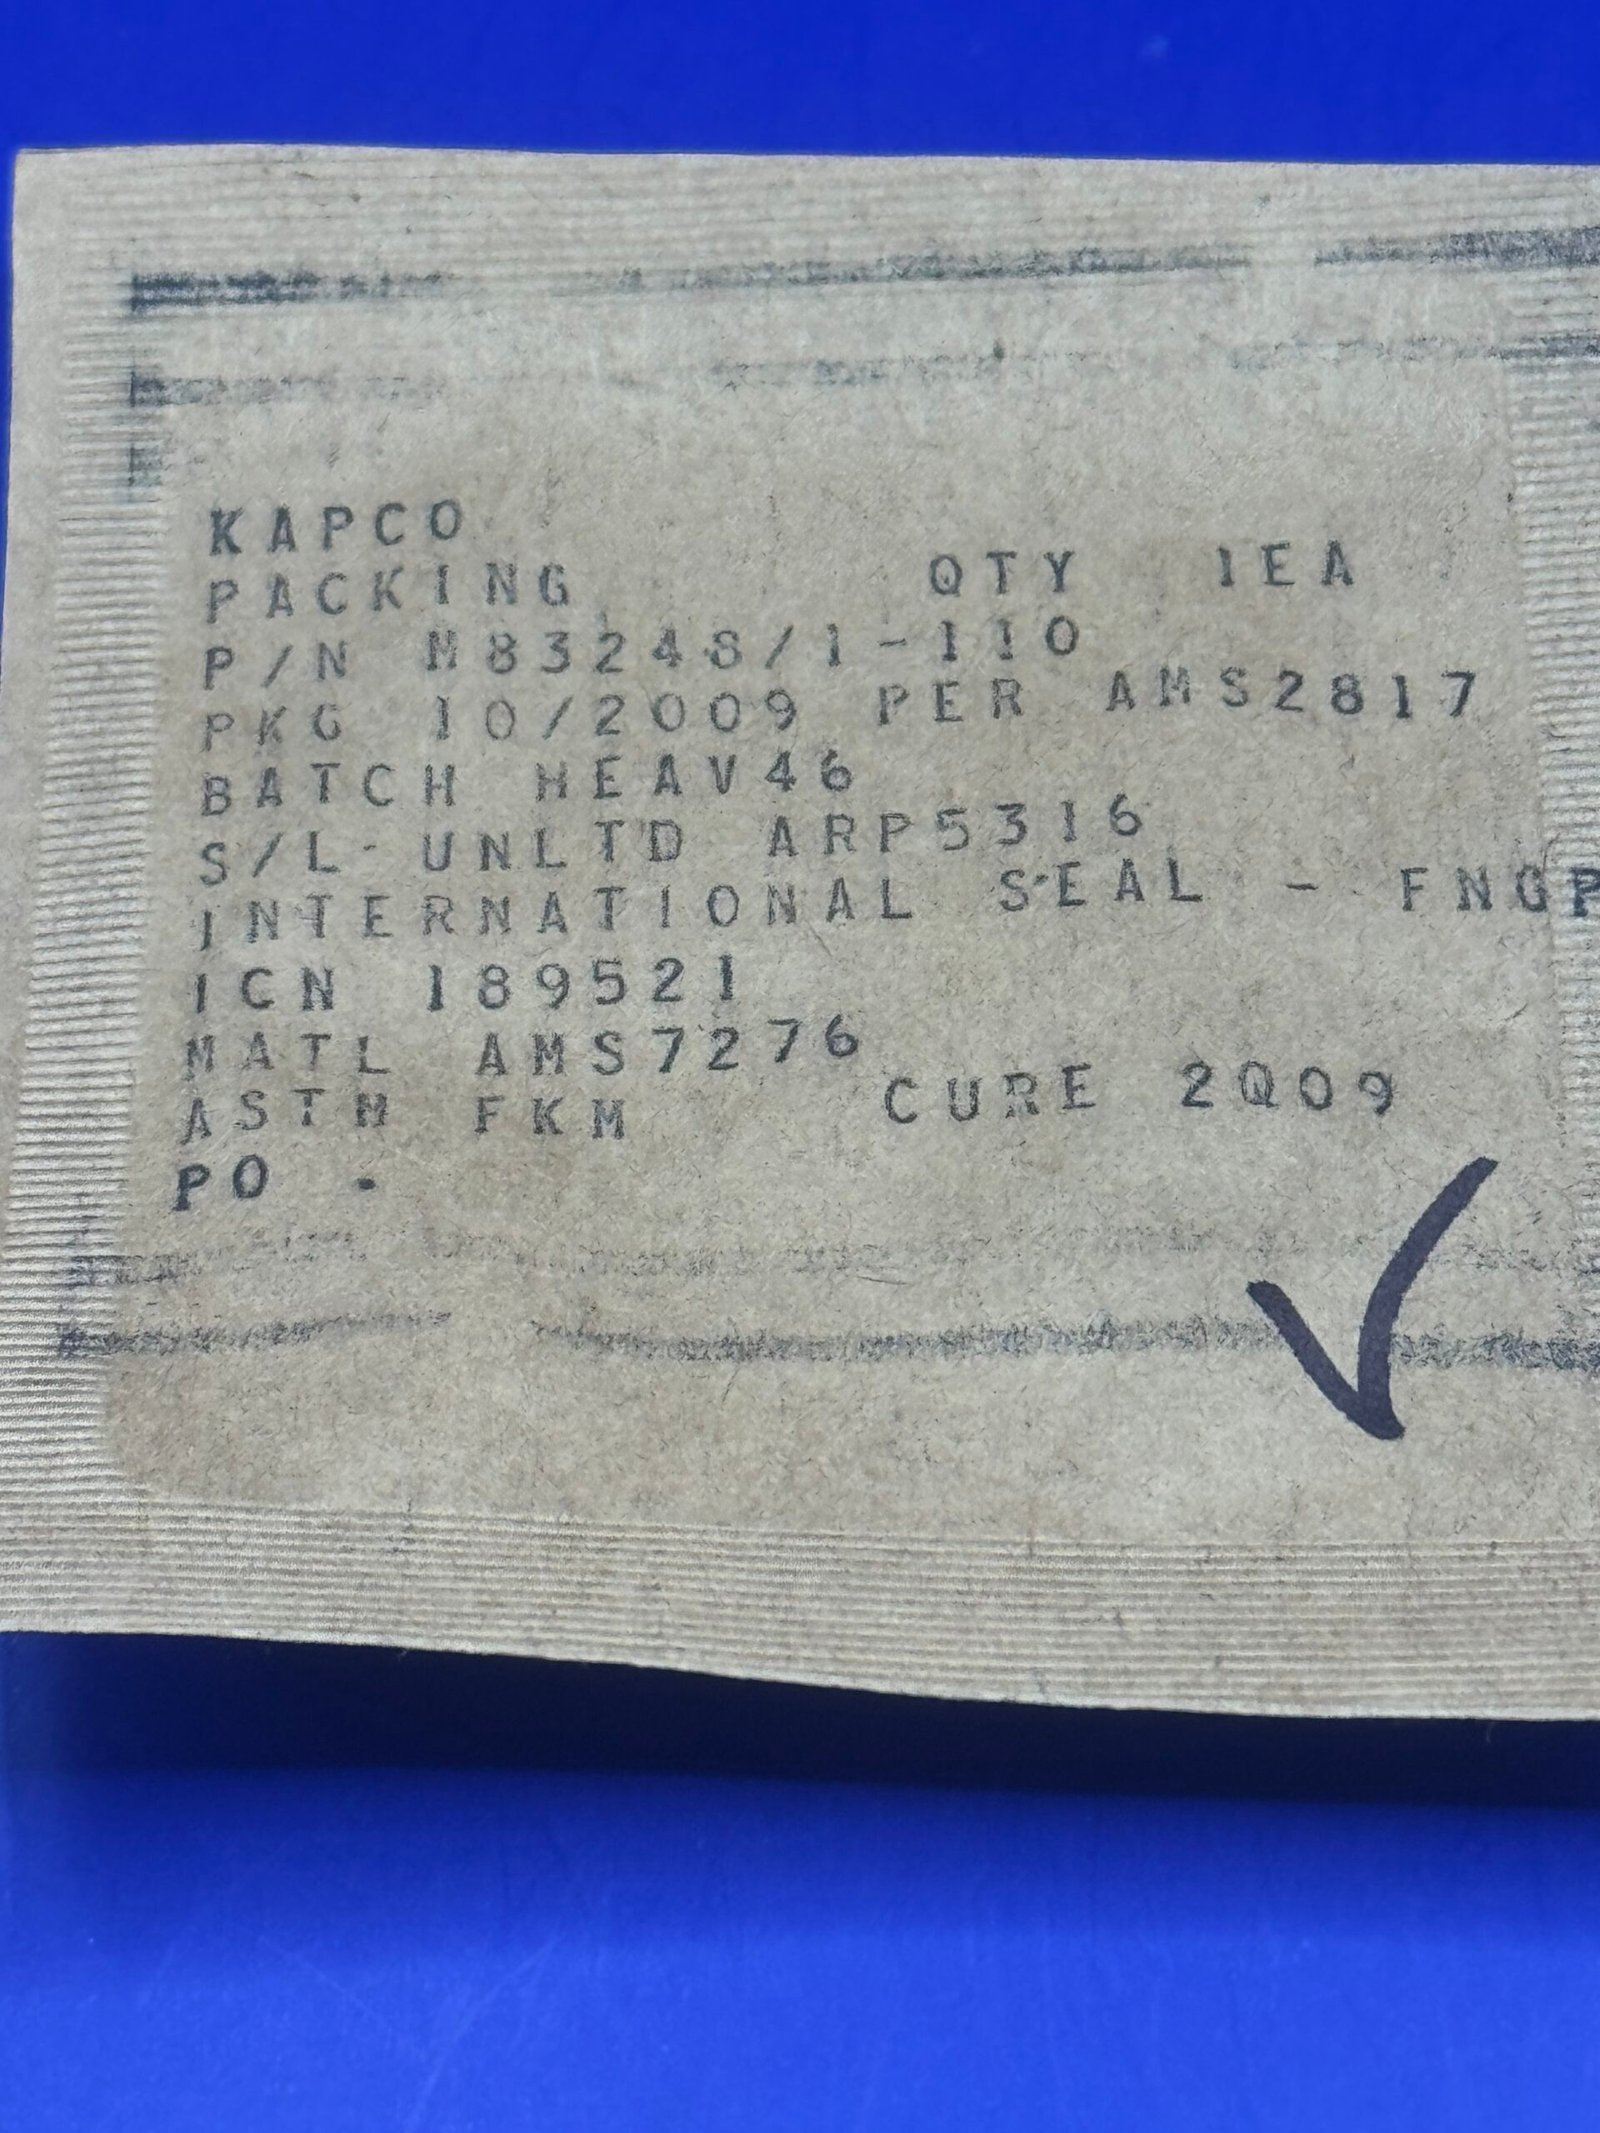 KAPCO
PACKING QTY 1EA
P/N M83248/1-110
PKG 10/2009 PER AMS2817
BATCH HEAV46
S/L UNLTD ARP5316
INTERNATIONAL SEAL - FNGP
ICN 189521
MATL AMS7276
ASTM FKM CURE 2Q09
PO .